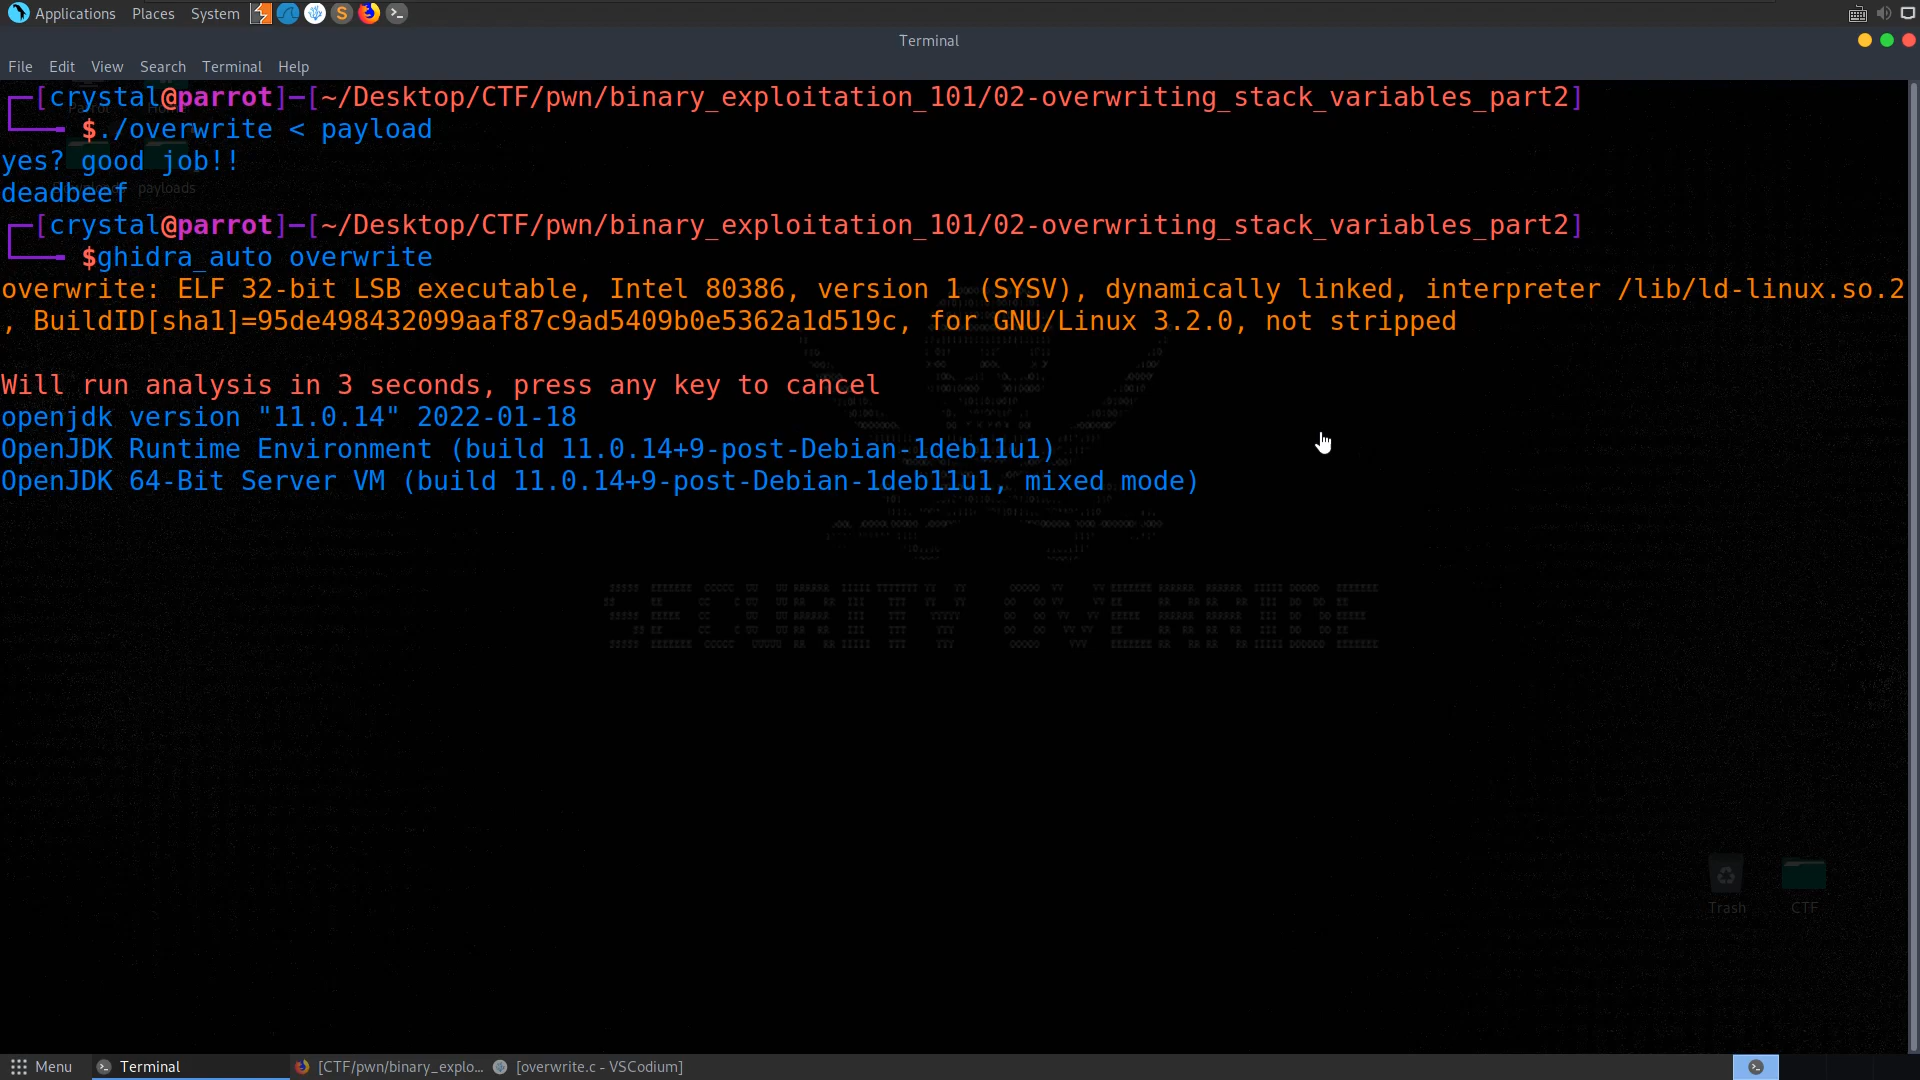 Applications Places System
Terminal
File Edit View Search Terminal Help
┌─[crystal@parrot]─[~/Desktop/CTF/pwn/binary_exploitation_101/02-overwriting_stack_variables_part2]
└──╼ $./overwrite < payload
yes? good job!!
payloads
deadbeef
┌─[crystal@parrot]─[~/Desktop/CTF/pwn/binary_exploitation_101/02-overwriting_stack_variables_part2]
└──╼ $ghidra_auto overwrite
overwrite: ELF 32-bit LSB executable, Intel 80386, version 1 (SYSV), dynamically linked, interpreter /lib/ld-linux.so.2
, BuildID[sha1]=95de498432099aaf87c9ad5409b0e5362a1d519c, for GNU/Linux 3.2.0, not stripped
Will run analysis in 3 seconds, press any key to cancel
openjdk version "11.0.14" 2022-01-18
OpenJDK Runtime Environment (build 11.0.14+9-post-Debian-1deb11u1)
OpenJDK 64-Bit Server VM (build 11.0.14+9-post-Debian-1deb11u1, mixed mode)
SECURITY OVERRIDE
Trash CTF
Menu Terminal [CTF/pwn/binary_explo... [overwrite.c - VSCodium]